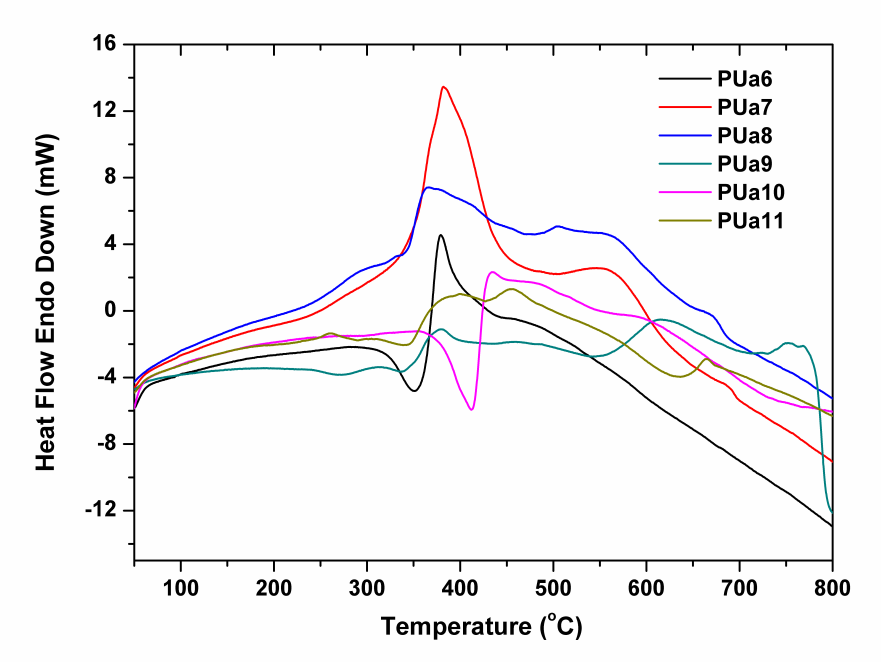 16
12
8
4
0
-4
-8
-12
Heat Flow Endo Down (mW)
100 200 300 400 500 600 700 800
Temperature (°C)
PUa6
PUa7
PUa8
PUa9
PUa10
PUa11